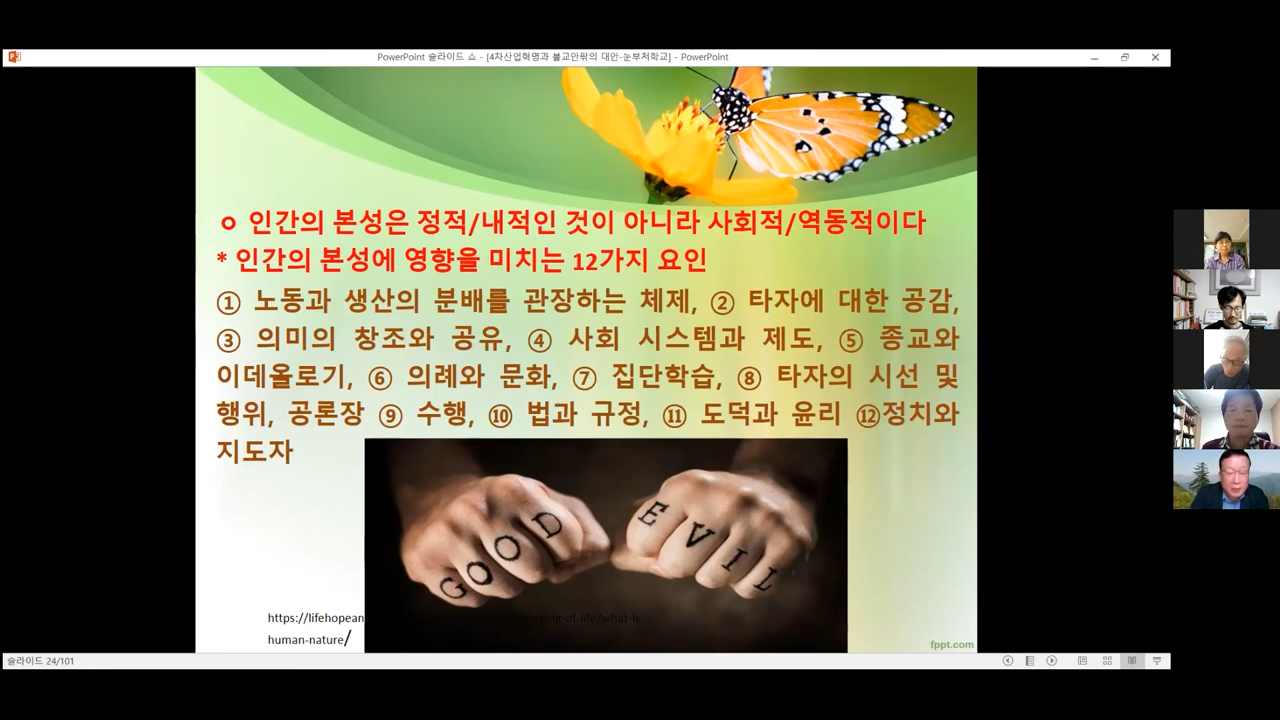 PowerPoint 슬라이드 쇼 - [4차산업혁명과 불교안팎의 대안-눈부처학교] - PowerPoint
ㅇ 인간의 본성은 정적/내적인 것이 아니라 사회적/역동적이다
* 인간의 본성에 영향을 미치는 12가지 요인
① 노동과 생산의 분배를 관장하는 체제, ② 타자에 대한 공감,
③ 의미의 창조와 공유, ④ 사회 시스템과 제도, ⑤ 종교와
이데올로기, ⑥ 의례와 문화, ⑦ 집단학습, ⑧ 타자의 시선 및
행위, 공론장 ⑨ 수행, ⑩ 법과 규정, ⑪ 도덕과 윤리 ⑫정치와
지도자
GOOD EVIL
https://lifehopean ning-of-life/what-is-
human-nature/
fppt.com
슬라이드 24/101